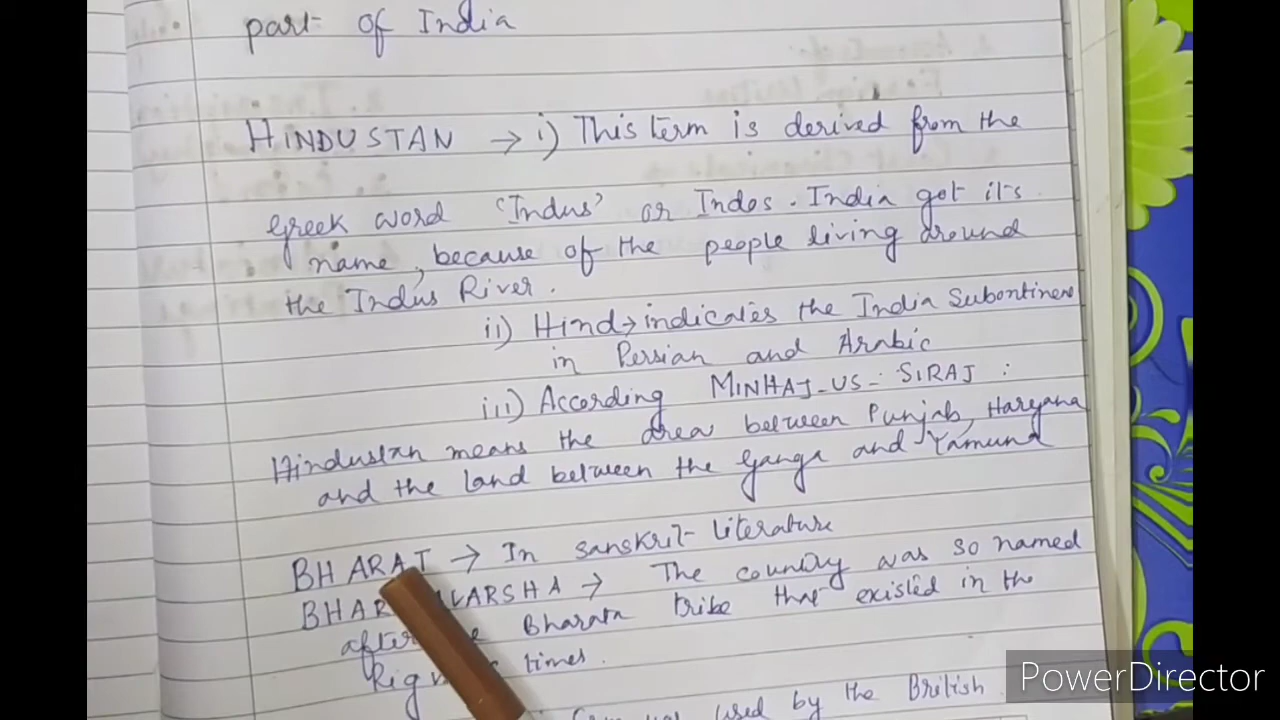 part of India
HINDUSTAN → i) This term is derived from the
Greek word 'Indus' or Indos. India got it's
name, because of the people living around
the Indus River.
ii) Hind → indicates the India Subontinent
in Persian and Arabic
iii) According MINHAJ-US-SIRAJ :
Hindustan means the area between Punjab, Haryana
and the land between the Ganga and Yamuna
BHARAT → In sanskrit literature
VARSHA → The country was so named
after Bharata tribe that existed in the
Rig times.
used by the British
PowerDirector